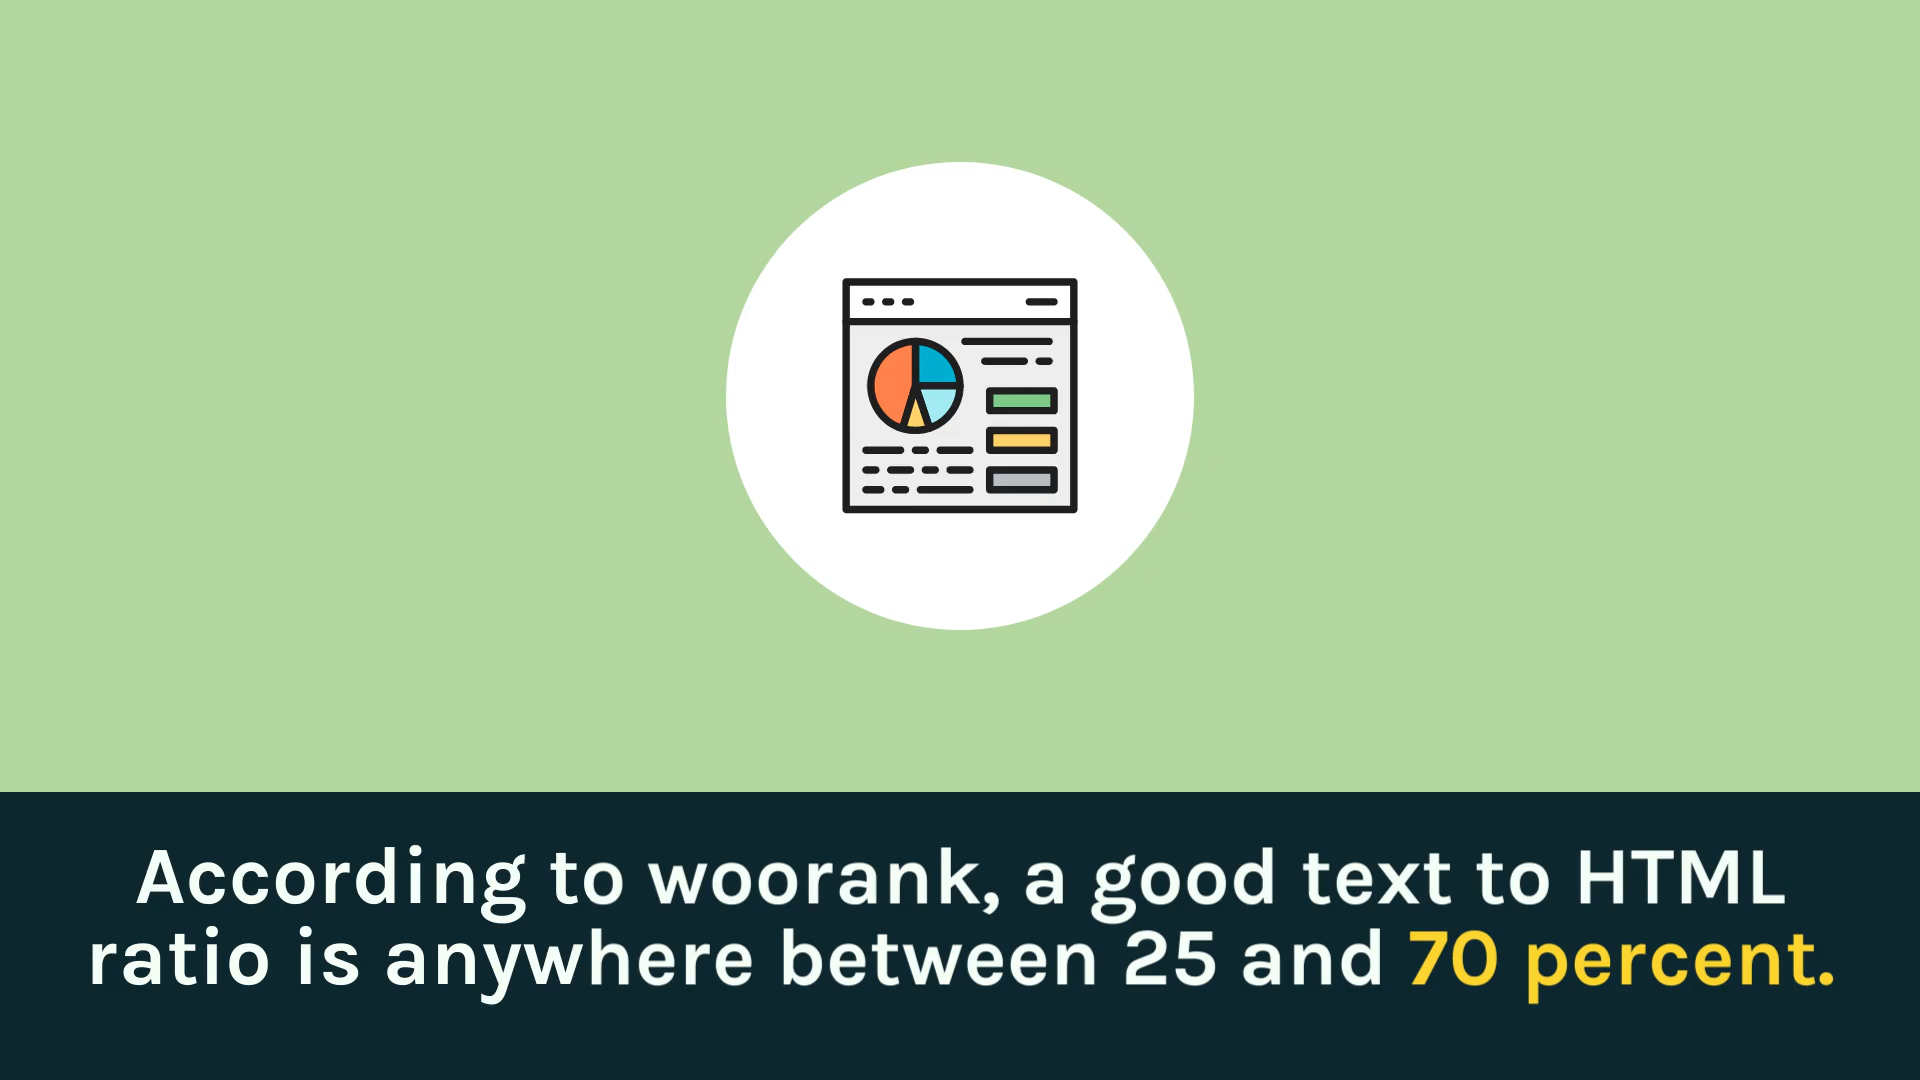 According to woorank, a good text to HTML
ratio is anywhere between 25 and 70 percent.